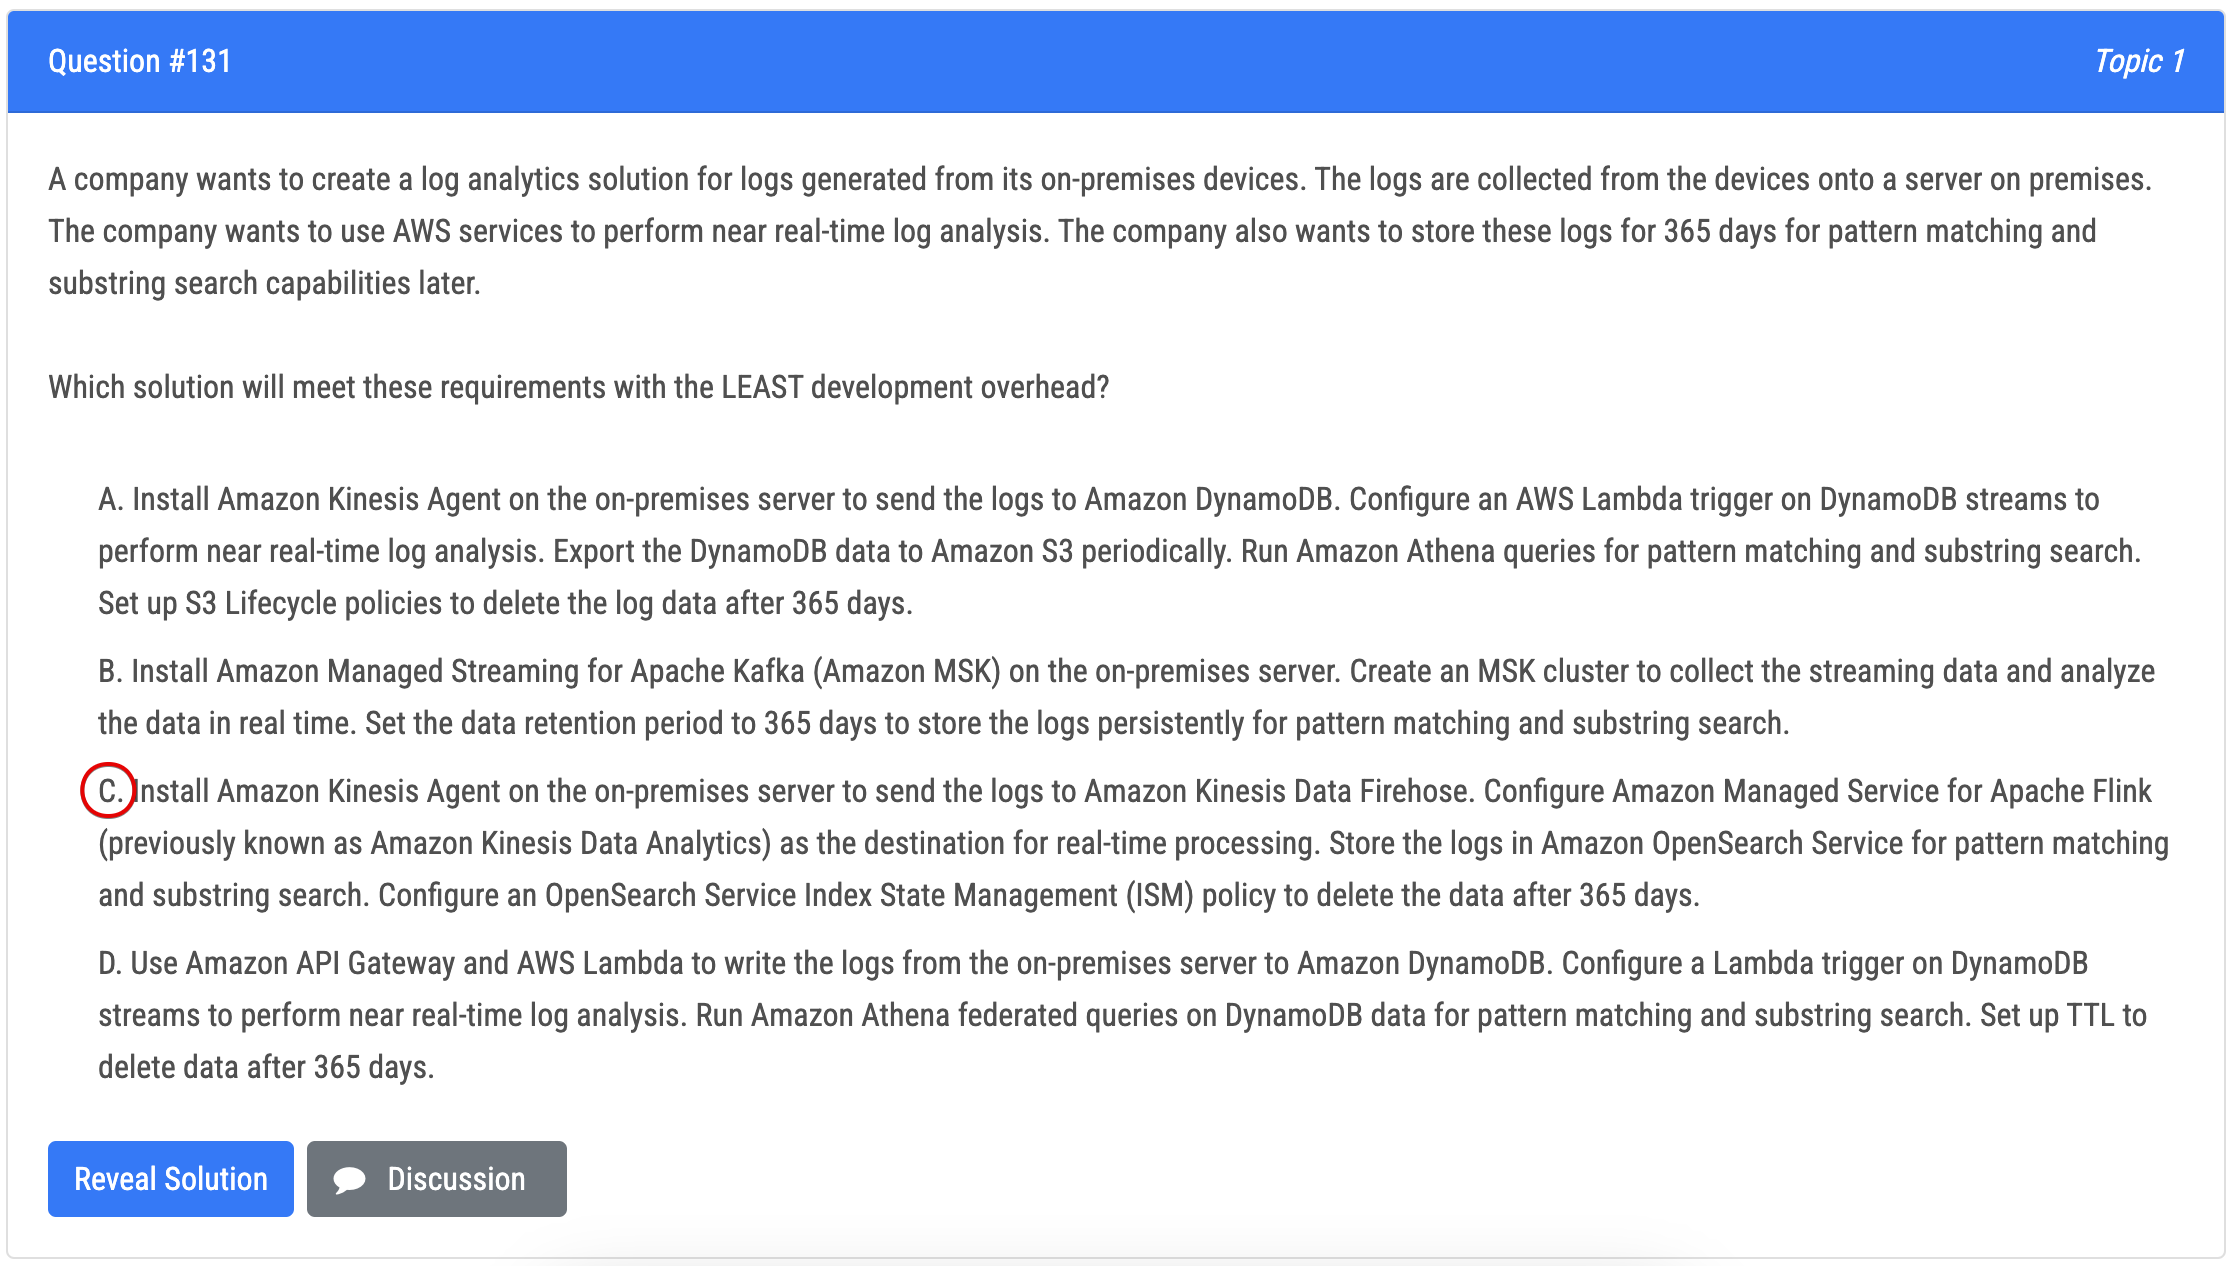 Question #131
Topic 1
A company wants to create a log analytics solution for logs generated from its on-premises devices. The logs are collected from the devices onto a server on premises.
The company wants to use AWS services to perform near real-time log analysis. The company also wants to store these logs for 365 days for pattern matching and
substring search capabilities later.
Which solution will meet these requirements with the LEAST development overhead?
A. Install Amazon Kinesis Agent on the on-premises server to send the logs to Amazon DynamoDB. Configure an AWS Lambda trigger on DynamoDB streams to
perform near real-time log analysis. Export the DynamoDB data to Amazon S3 periodically. Run Amazon Athena queries for pattern matching and substring search.
Set up S3 Lifecycle policies to delete the log data after 365 days.
B. Install Amazon Managed Streaming for Apache Kafka (Amazon MSK) on the on-premises server. Create an MSK cluster to collect the streaming data and analyze
the data in real time. Set the data retention period to 365 days to store the logs persistently for pattern matching and substring search.
C. Install Amazon Kinesis Agent on the on-premises server to send the logs to Amazon Kinesis Data Firehose. Configure Amazon Managed Service for Apache Flink
(previously known as Amazon Kinesis Data Analytics) as the destination for real-time processing. Store the logs in Amazon OpenSearch Service for pattern matching
and substring search. Configure an OpenSearch Service Index State Management (ISM) policy to delete the data after 365 days.
D. Use Amazon API Gateway and AWS Lambda to write the logs from the on-premises server to Amazon DynamoDB. Configure a Lambda trigger on DynamoDB
streams to perform near real-time log analysis. Run Amazon Athena federated queries on DynamoDB data for pattern matching and substring search. Set up TTL to
delete data after 365 days.
Reveal Solution
Discussion